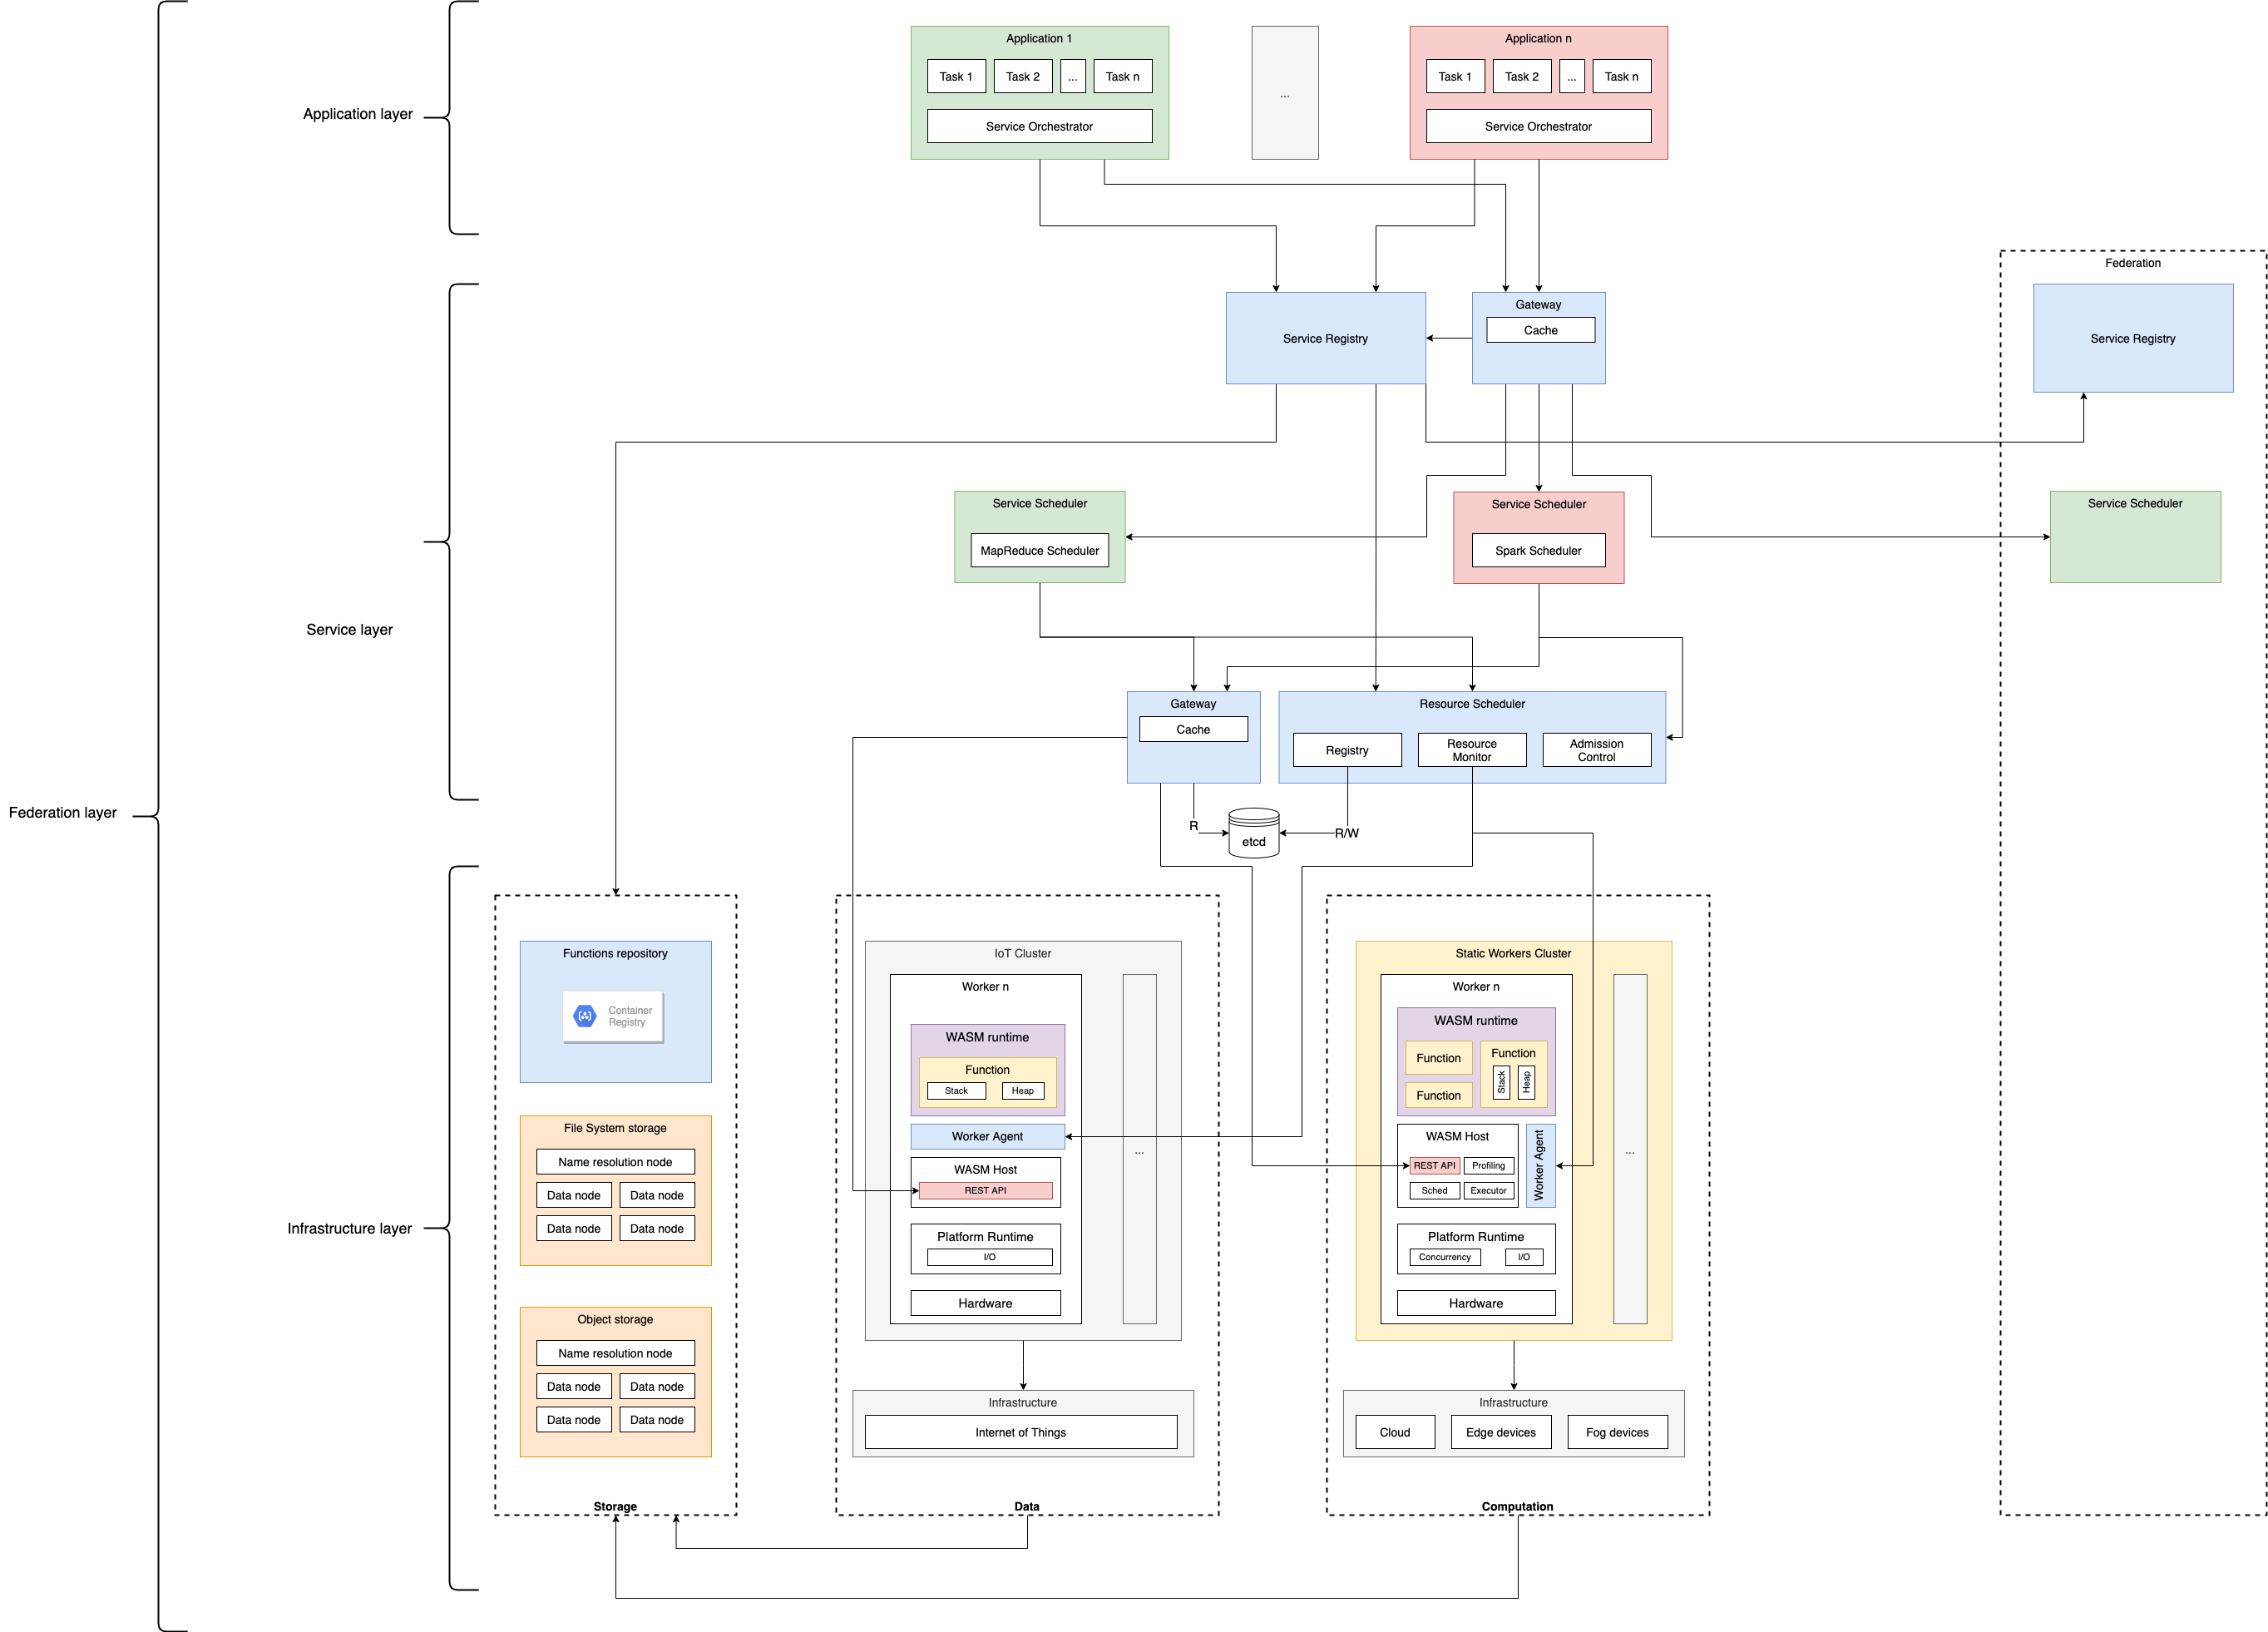 Application 1
Task 1
Task 2
...
Task n
Service Orchestrator
...
Application n
Task 1
Task 2
...
Task n
Service Orchestrator
Application layer
Federation
Service Registry
Gateway
Cache
Service Registry
Service Scheduler
MapReduce Scheduler
Service Scheduler
Spark Scheduler
Service Scheduler
Service layer
Gateway
Cache
Resource Scheduler
Registry
Resource
Monitor
Admission
Control
Federation layer
R
etcd
R/W
Functions repository
Container
Registry
File System storage
Name resolution node
Data node
Data node
Data node
Data node
Object storage
Name resolution node
Data node
Data node
Data node
Data node
Storage
Infrastructure layer
IoT Cluster
Worker n
WASM runtime
Function
Stack
Heap
Worker Agent
WASM Host
REST API
Platform Runtime
I/O
Hardware
...
Infrastructure
Internet of Things
Data
Static Workers Cluster
Worker n
WASM runtime
Function
Function
Function
Stack
Heap
WASM Host
REST API
Profiling
Sched
Executor
Worker Agent
Platform Runtime
Concurrency
I/O
Hardware
...
Infrastructure
Cloud
Edge devices
Fog devices
Computation